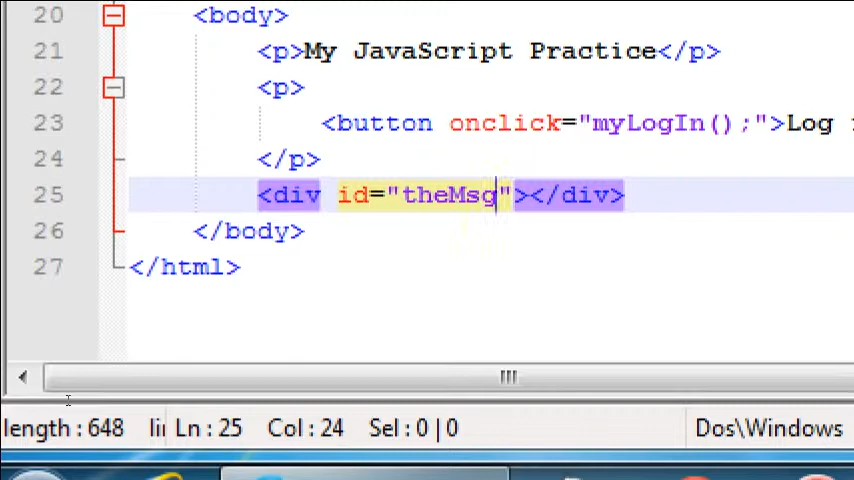 20 <body>
21 <p>My JavaScript Practice</p>
22 <p>
23 <button onclick="myLogIn();">Log
24 </p>
25 <div id="theMsg"></div>
26 </body>
27 </html>
length : 648 Ln : 25 Col : 24 Sel : 0 | 0 Dos\Windows